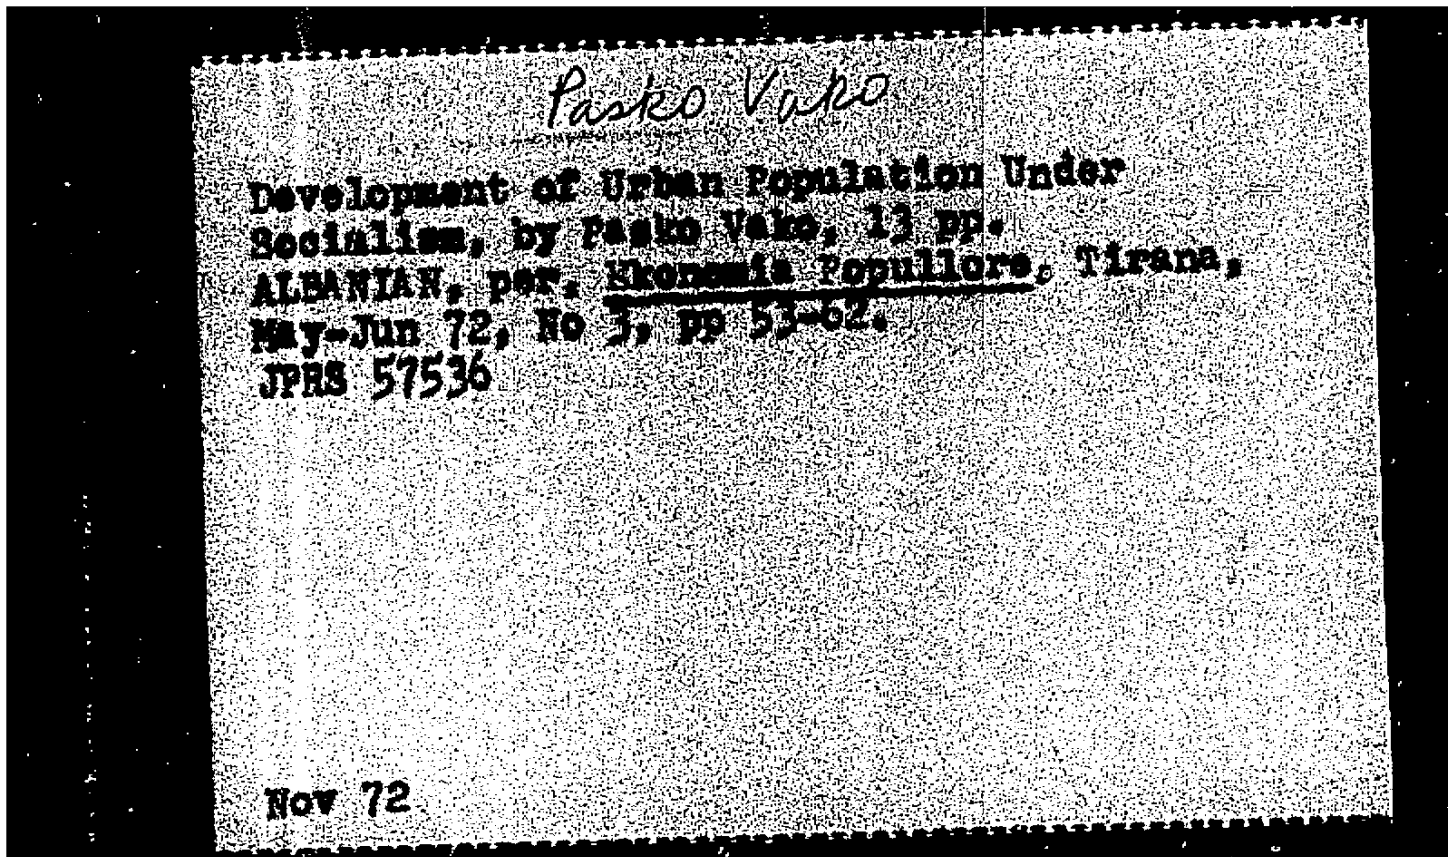 Pasko Vako
Development of Urban Population Under
Socialism, by Pasko Vako, 13 pp.
ALBANIAN, per. Ekonomia Popullore, Tirana,
May-Jun 72, No 3, pp 53-62.
JPRS 57536
Nov 72